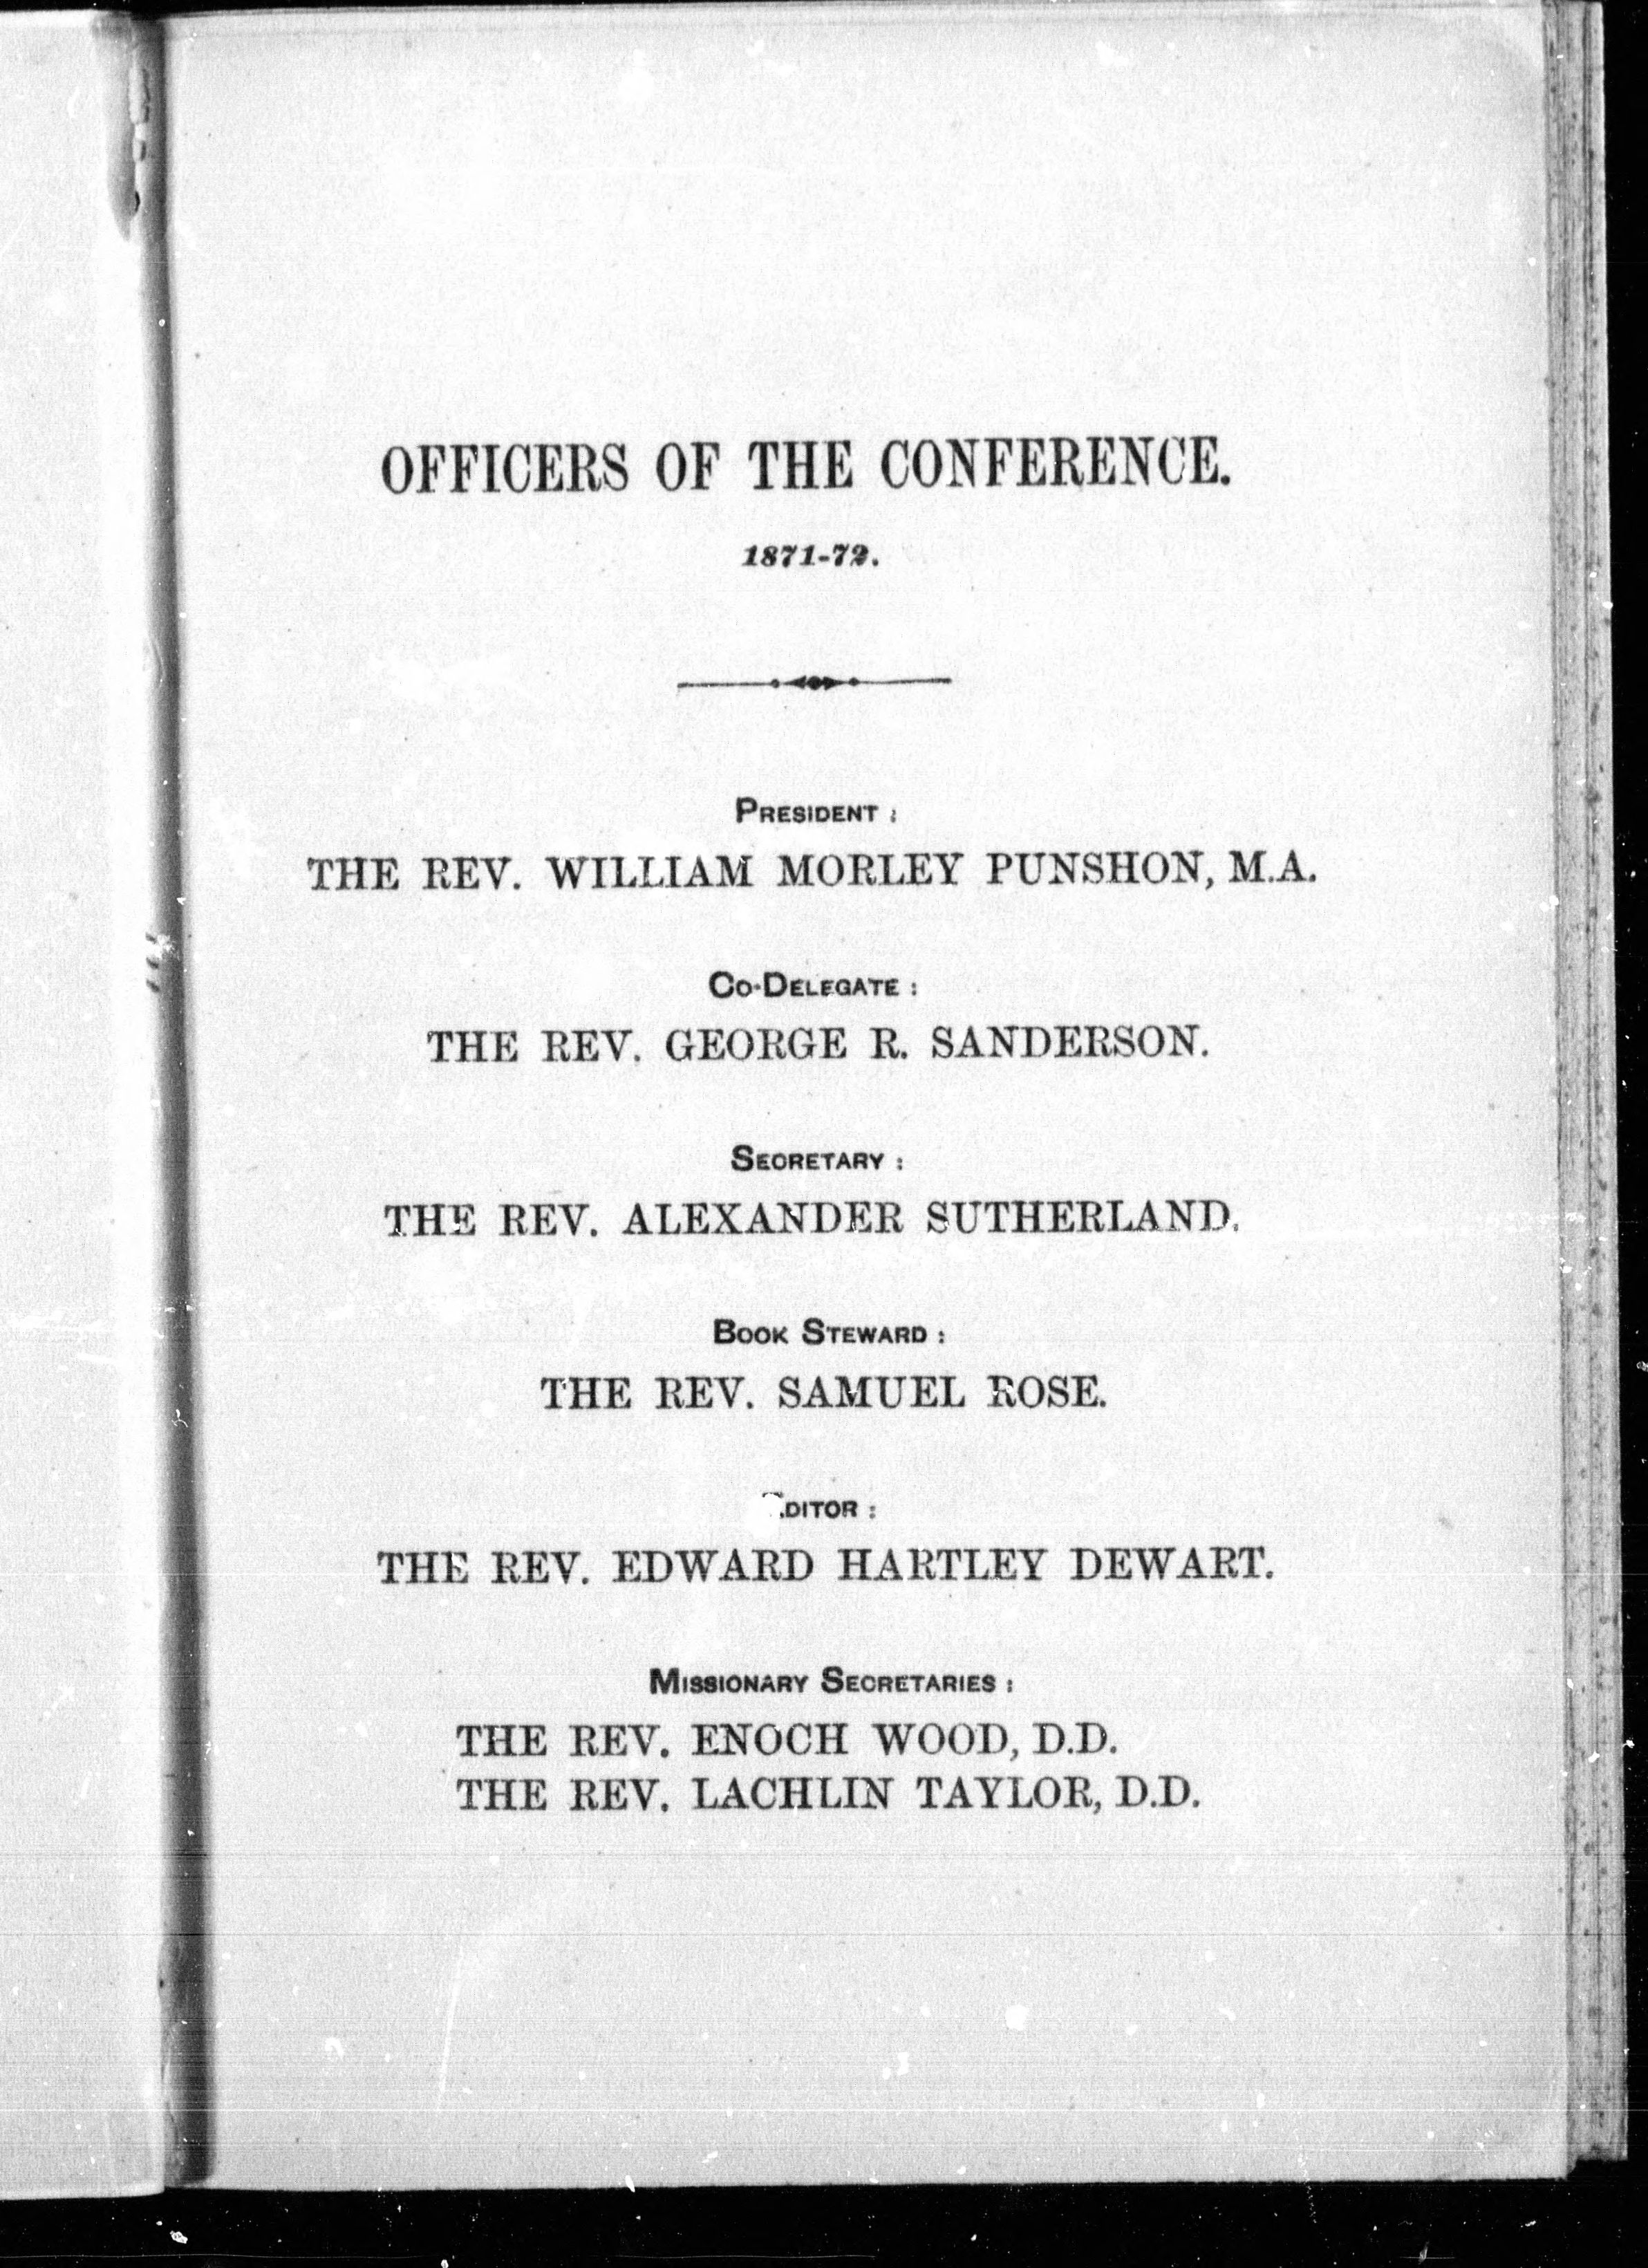 OFFICERS OF THE CONFERENCE.
1871-72.
PRESIDENT:
THE REV. WILLIAM MORLEY PUNSHON, M.A.
CO-DELEGATE:
THE REV. GEORGE R. SANDERSON.
SECRETARY:
THE REV. ALEXANDER SUTHERLAND.
BOOK STEWARD:
THE REV. SAMUEL ROSE.
EDITOR:
THE REV. EDWARD HARTLEY DEWART.
MISSIONARY SECRETARIES:
THE REV. ENOCH WOOD, D.D.
THE REV. LACHLIN TAYLOR, D.D.